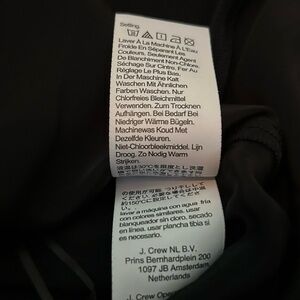 Setting.
Laver À La Machine À L'Eau
Froide En Séparant Les
Couleurs. Seulement Agent
De Blanchiment Non-Chlore.
Séchage Sur Cintre. Fer Au
Réglage Le Plus Bas.
In Der Maschine Kalt
Waschen Mit Ähnlichen
Farben Waschen. Nur
Chlorfreies Bleichmittel
Verwenden. Zum Trocknen
Aufhängen. Bei Bedarf Bei
Niedriger Wärme Bügeln.
Machinewas Koud Met
Dezelfde Kleuren.
Niet-Chloorbleekmiddel. Lijn
Droog. Zo Nodig Warm
Strijken.
lavar a máquina con agua fría
con colores similares. usar
blanqueador sin cloro. secado
en línea. usar plancha tibia si
es necesario.
J. Crew NL B.V.
Prins Bernhardplein 200
1097 JB Amsterdam
Netherlands
J. Crew